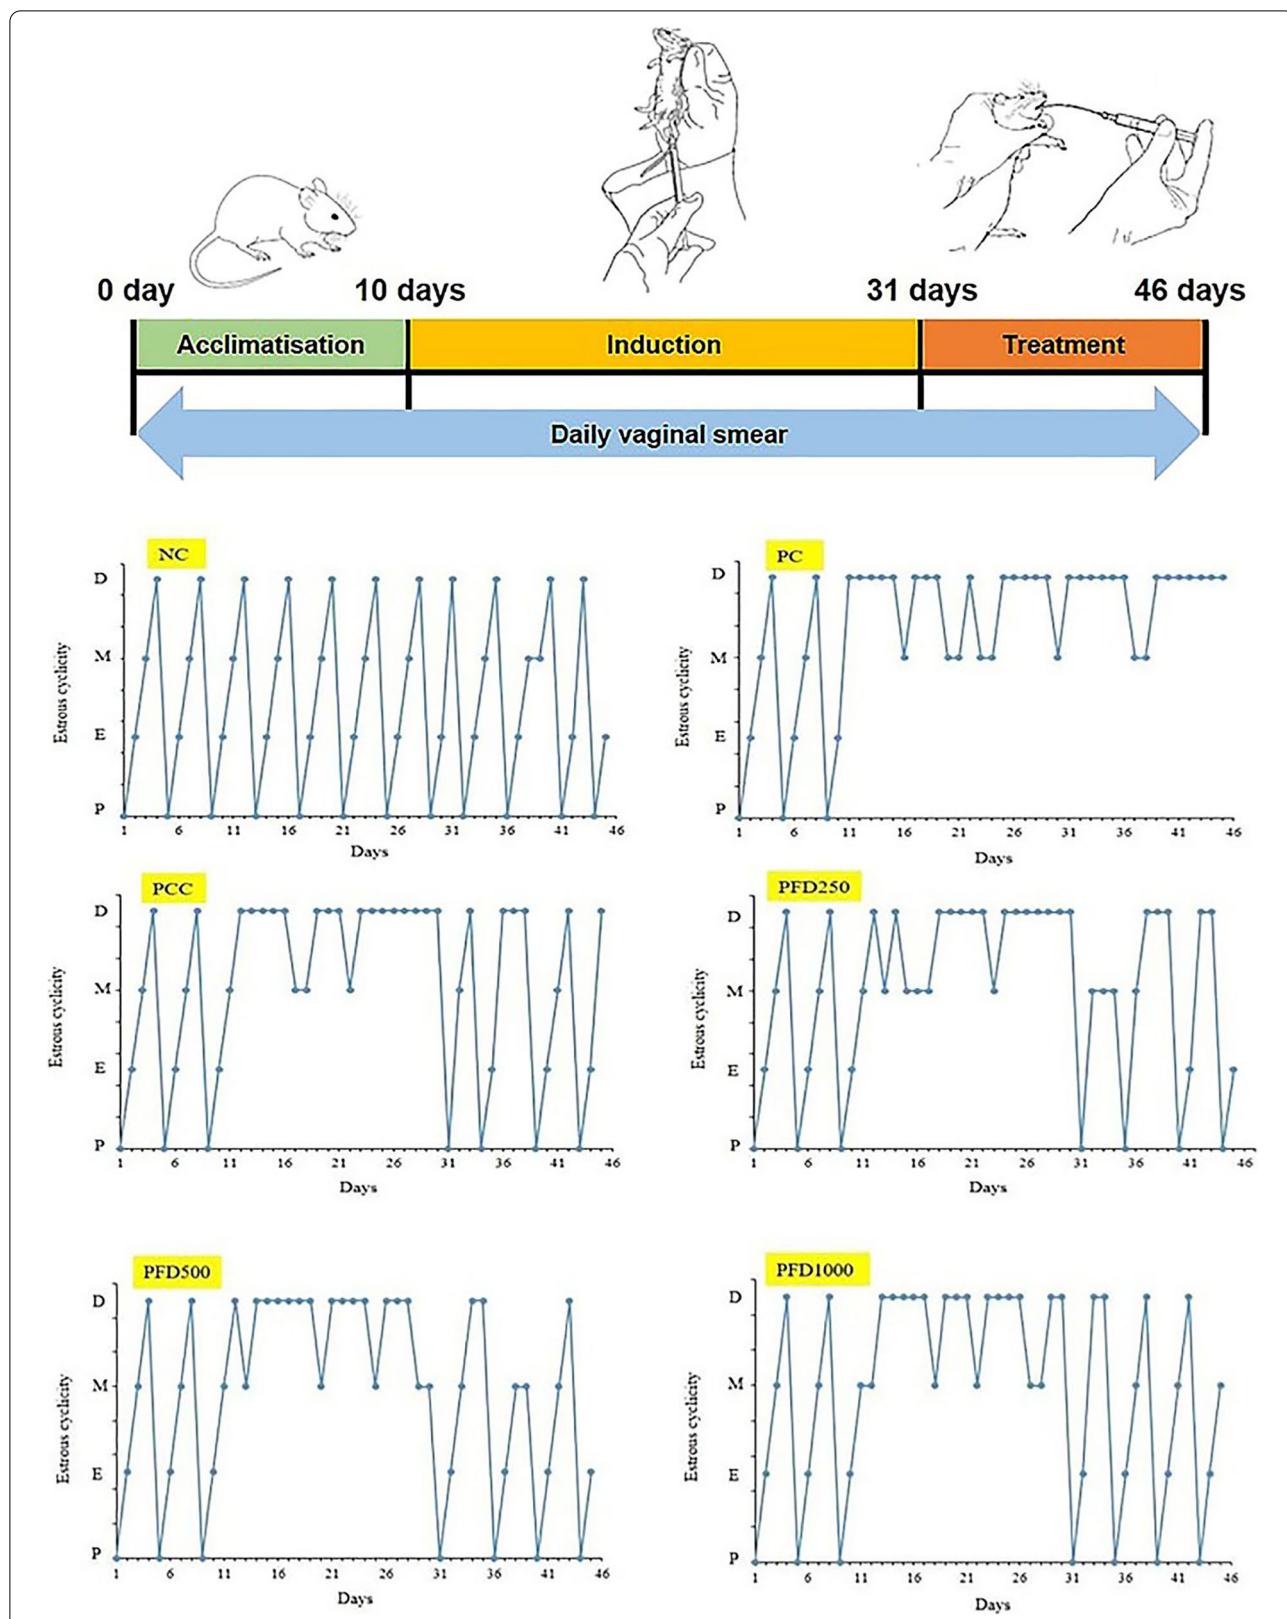 0 day 10 days 31 days 46 days
Acclimatisation Induction Treatment
Daily vaginal smear
NC
D
M
E
P
Estrous cyclicity
1 6 11 16 21 26 31 36 41 46
Days
PC
D
M
E
P
Estrous cyclicity
1 6 11 16 21 26 31 36 41 46
Days
PCC
D
M
E
P
Estrous cyclicity
1 6 11 16 21 26 31 36 41 46
Days
PFD250
D
M
E
P
Estrous cyclicity
1 6 11 16 21 26 31 36 41 46
Days
PFD500
D
M
E
P
Estrous cyclicity
1 6 11 16 21 26 31 36 41 46
Days
PFD1000
D
M
E
P
Estrous cyclicity
1 6 11 16 21 26 31 36 41 46
Days